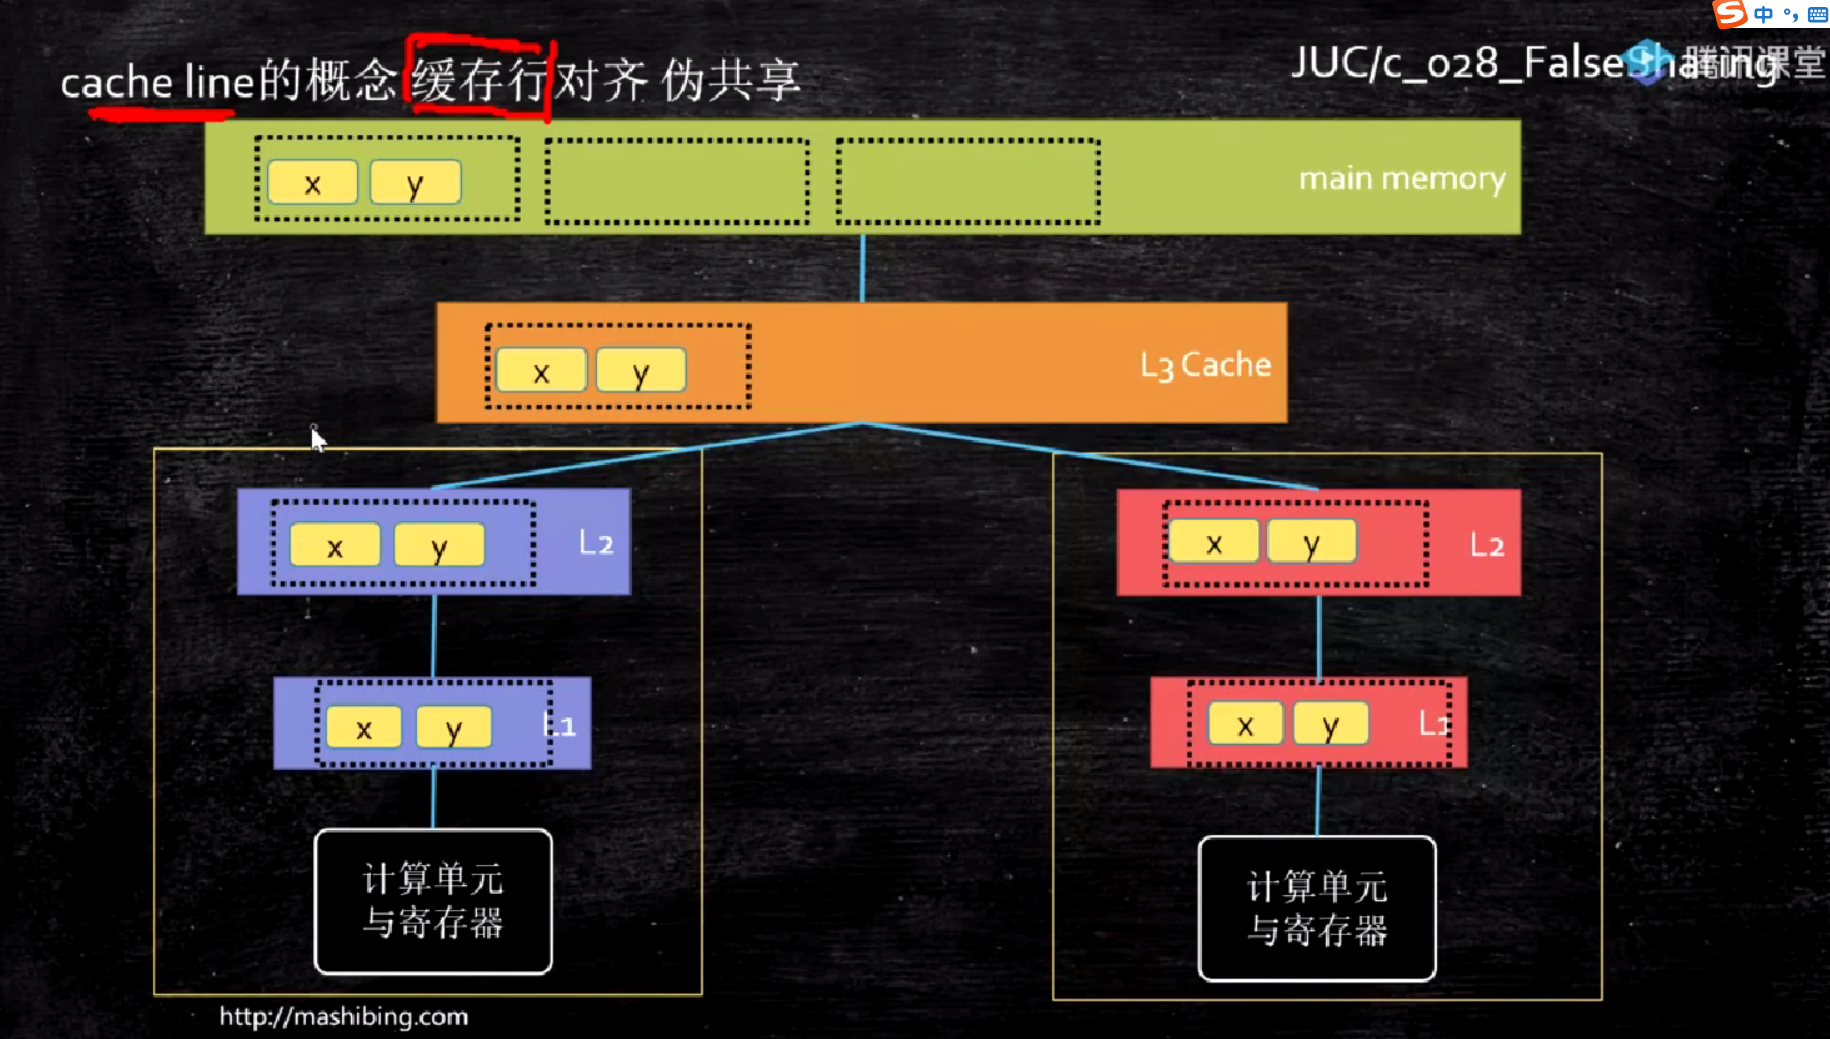 中
cache line的概念 缓存行对齐 伪共享
JUC/c_028_FalseSharing
腾讯课堂
x y
main memory
x y
L3 Cache
x y
L2
x y
L2
x y
L1
x y
L1
计算单元
与寄存器
计算单元
与寄存器
http://mashibing.com